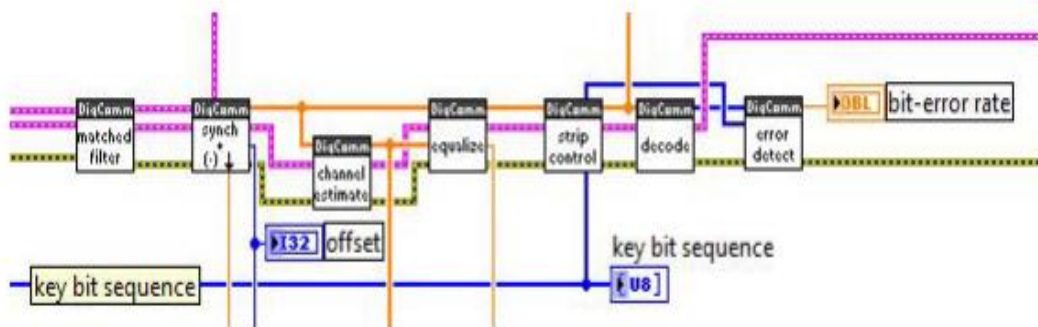 DigComm
matched
filter
DigComm
synch
(·)*
DigComm
channel
estimate
DigComm
equalize
DigComm
strip
control
DigComm
decode
DigComm
error
detect
DBL
bit-error rate
I32
offset
key bit sequence
key bit sequence
U8]